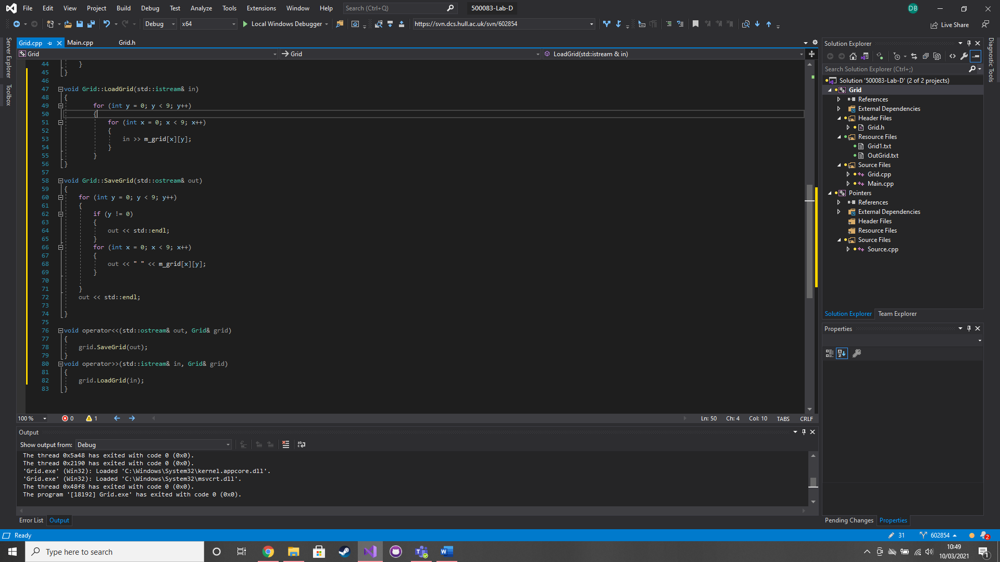 File Edit View Project Build Debug Test Analyze Tools Extensions Window Help Search (Ctrl+Q) 500083-Lab-D DB
Debug x64 Local Windows Debugger https://svn.dcs.hull.ac.uk/svn/602854 Live Share
Server Explorer
Toolbox
Grid.cpp Main.cpp Grid.h
Grid Grid LoadGrid(std::istream & in)
44 }
45 }
46
47 void Grid::LoadGrid(std::istream& in)
48 {
49 for (int y = 0; y < 9; y++)
50 {
51 for (int x = 0; x < 9; x++)
52 {
53 in >> m_grid[x][y];
54 }
55 }
56 }
57
58 void Grid::SaveGrid(std::ostream& out)
59 {
60 for (int y = 0; y < 9; y++)
61 {
62 if (y != 0)
63 {
64 out << std::endl;
65 }
66 for (int x = 0; x < 9; x++)
67 {
68 out << " " << m_grid[x][y];
69 }
70
71 }
72 out << std::endl;
73
74 }
75
76 void operator<<(std::ostream& out, Grid& grid)
77 {
78 grid.SaveGrid(out);
79 }
80 void operator>>(std::istream& in, Grid& grid)
81 {
82 grid.LoadGrid(in);
83 }
100 % 0 1 Ln: 50 Ch: 4 Col: 10 TABS CRLF
Output
Show output from: Debug
The thread 0x5a48 has exited with code 0 (0x0).
The thread 0x2190 has exited with code 0 (0x0).
'Grid.exe' (Win32): Loaded 'C:\Windows\System32\kernel.appcore.dll'.
'Grid.exe' (Win32): Loaded 'C:\Windows\System32\msvcrt.dll'.
The thread 0x48f8 has exited with code 0 (0x0).
The program '[18192] Grid.exe' has exited with code 0 (0x0).
Error List Output
Solution Explorer
Search Solution Explorer (Ctrl+;)
Solution '500083-Lab-D' (2 of 2 projects)
Grid
References
External Dependencies
Header Files
Grid.h
Resource Files
Grid1.txt
OutGrid.txt
Source Files
Grid.cpp
Main.cpp
Pointers
References
External Dependencies
Header Files
Resource Files
Source Files
Source.cpp
Solution Explorer Team Explorer
Properties
Pending Changes Properties
Diagnostic Tools
Ready 31 602854 2
Type here to search
10:49
10/03/2021
1